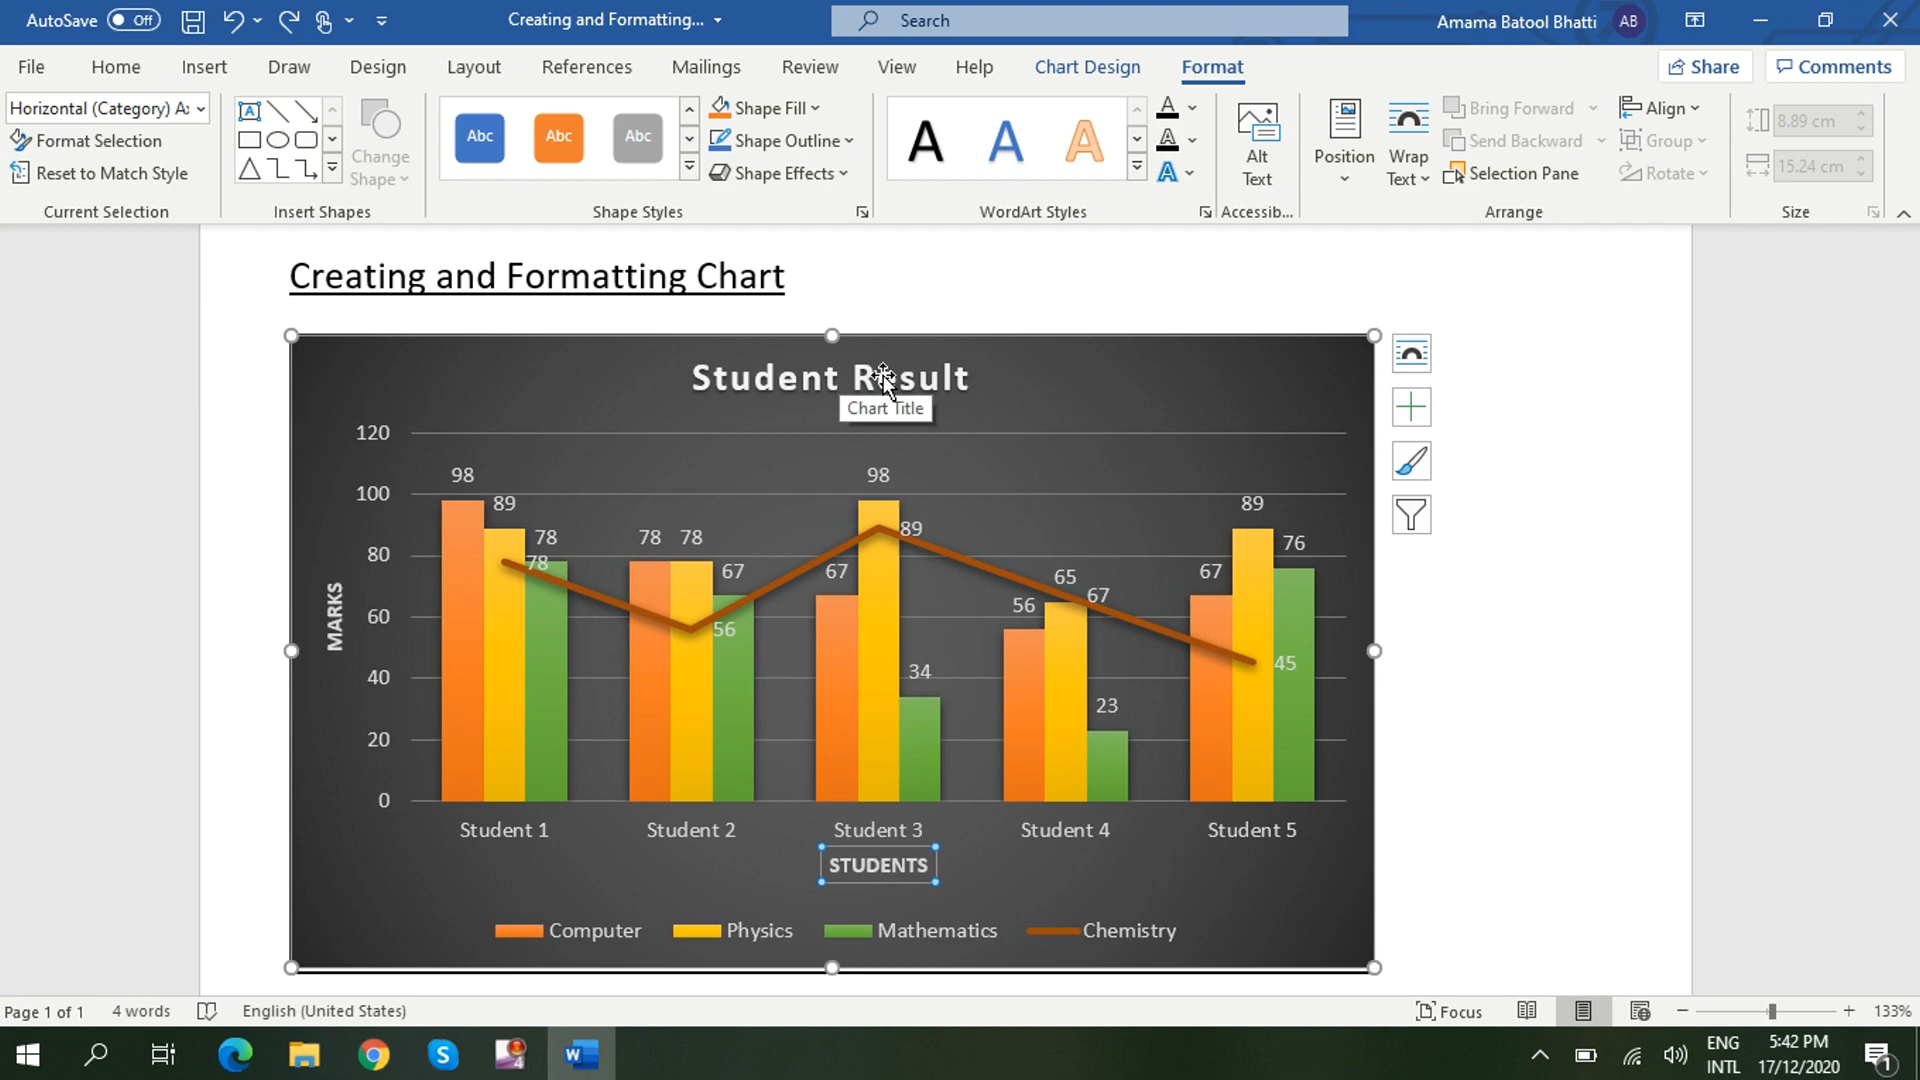 AutoSave Off
Creating and Formatting...
Search
Amama Batool Bhatti AB
File Home Insert Draw Design Layout References Mailings Review View Help Chart Design Format
Share Comments
Horizontal (Category) A:
Format Selection
Reset to Match Style
Current Selection
Change
Shape
Insert Shapes
Abc Abc Abc
Shape Fill
Shape Outline
Shape Effects
Shape Styles
A A A
A
A
A
WordArt Styles
Alt
Text
Accessib...
Position
Wrap
Text
Bring Forward
Send Backward
Selection Pane
Align
Group
Rotate
Arrange
8.89 cm
15.24 cm
Size
Creating and Formatting Chart
Student Result
Chart Title
120
100
80
60
40
20
0
MARKS
98 89 78 78
78 78 67 56
67 98 89 34
56 65 67 23
67 89 76 45
Student 1 Student 2 Student 3 Student 4 Student 5
STUDENTS
Computer Physics Mathematics Chemistry
Page 1 of 1 4 words English (United States)
Focus 133%
ENG
INTL
5:42 PM
17/12/2020
1